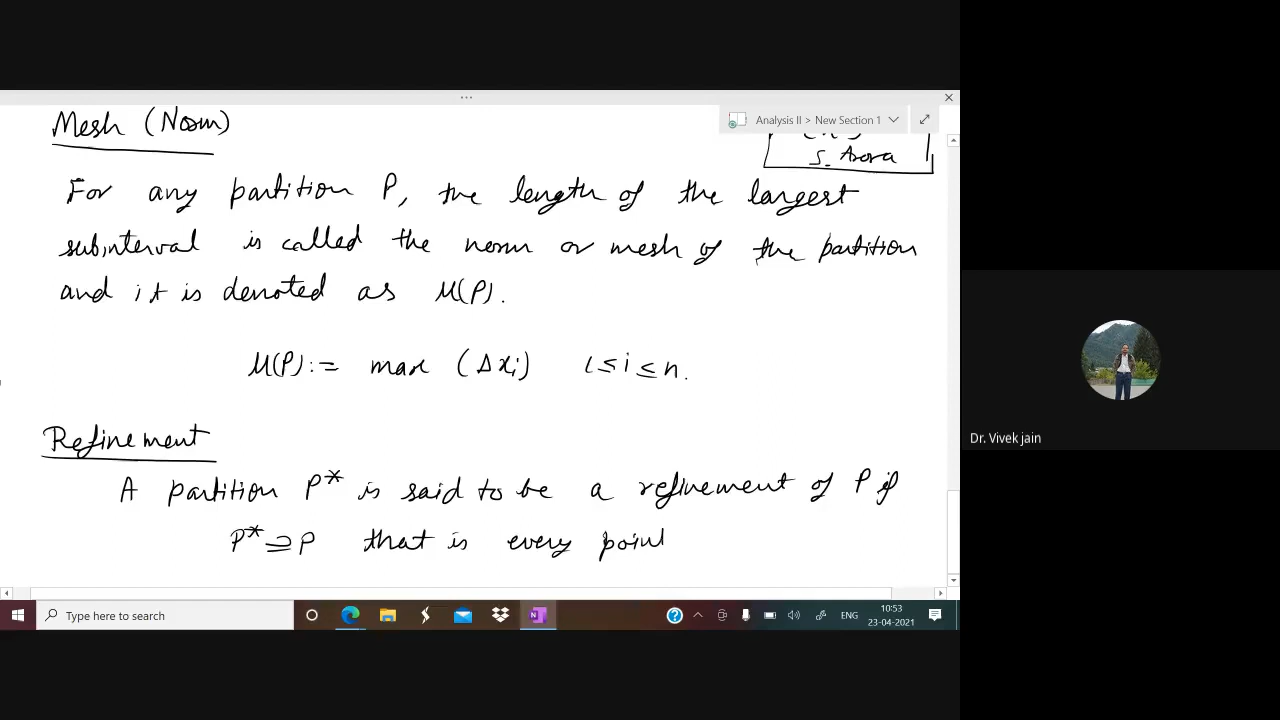 Mesh (Norm)
Analysis II > New Section 1
S. Arora
For any partition P, the length of the largest
subinterval is called the norm or mesh of the partition
and it is denoted as μ(P).
μ(P) := max (Δxi) 1 ≤ i ≤ n.
Refinement
A partition P* is said to be a refinement of P if
P* ⊇ P that is every point
Dr. Vivek jain
Type here to search
ENG
10:53
23-04-2021